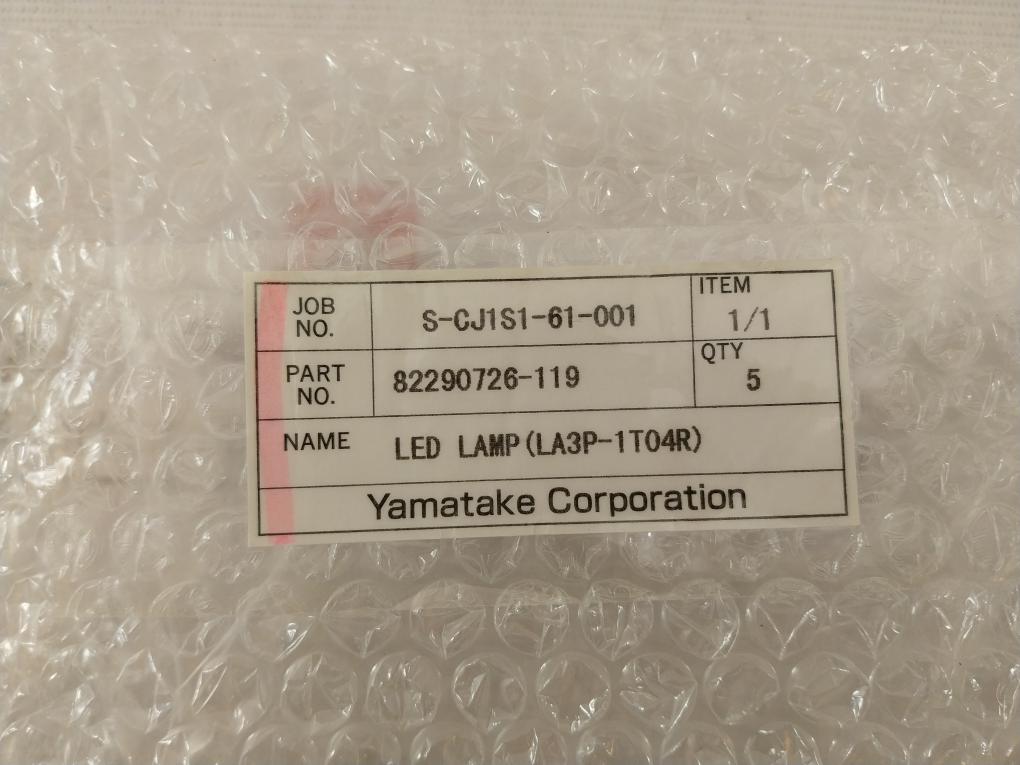 JOB NO. S-CJ1S1-61-001 ITEM 1/1
PART NO. 82290726-119 QTY 5
NAME LED LAMP(LA3P-1T04R)
Yamatake Corporation